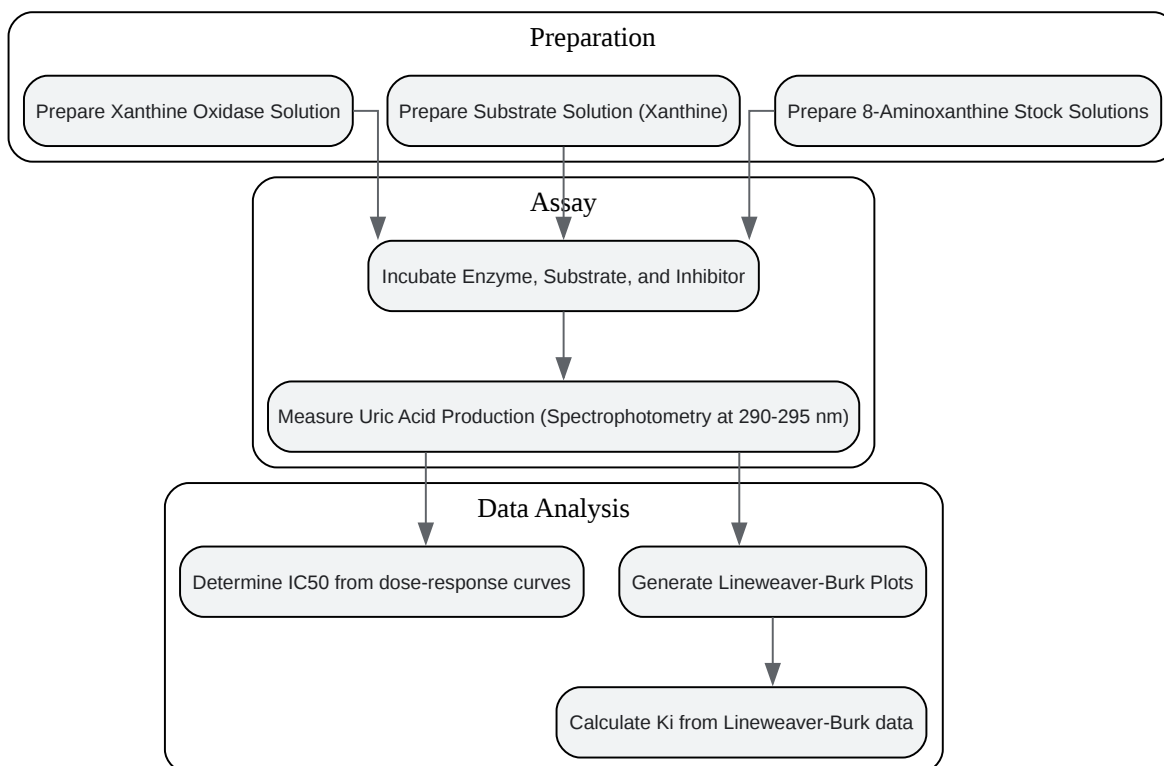 Preparation
Prepare Xanthine Oxidase Solution
Prepare Substrate Solution (Xanthine)
Prepare 8-Aminoxanthine Stock Solutions
Assay
Incubate Enzyme, Substrate, and Inhibitor
Measure Uric Acid Production (Spectrophotometry at 290-295 nm)
Data Analysis
Determine IC50 from dose-response curves
Generate Lineweaver-Burk Plots
Calculate Ki from Lineweaver-Burk data